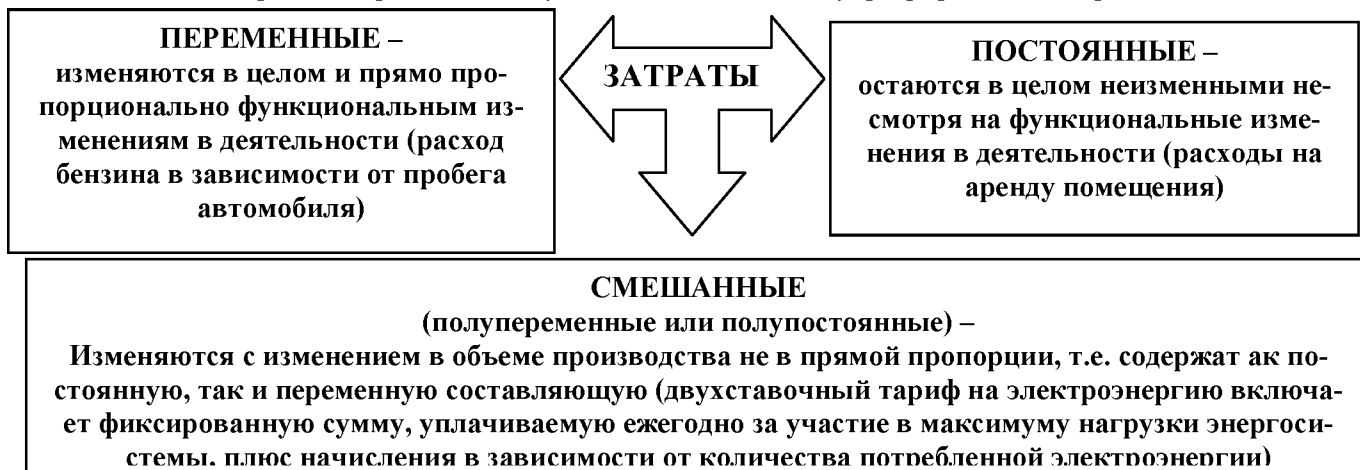 ПЕРЕМЕННЫЕ –
изменяются в целом и прямо про-
порционально функциональным из-
менениям в деятельности (расход
бензина в зависимости от пробега
автомобиля)
ЗАТРАТЫ
ПОСТОЯННЫЕ –
остаются в целом неизменными не-
смотря на функциональные изме-
нения в деятельности (расходы на
аренду помещения)
СМЕШАННЫЕ
(полупеременные или полупостоянные) –
Изменяются с изменением в объеме производства не в прямой пропорции, т.е. содержат ак по-
стоянную, так и переменную составляющую (двухставочный тариф на электроэнергию включа-
ет фиксированную сумму, уплачиваемую ежегодно за участие в максимуму нагрузки энергоси-
стемы, плюс начисления в зависимости от количества потребленной электроэнергии)